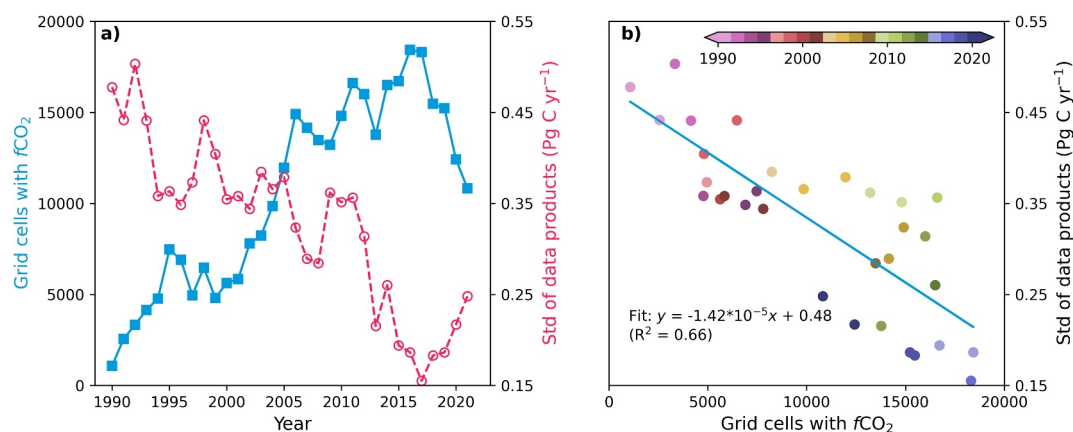 a)
20000
15000
10000
5000
0
Grid cells with fCO₂
0.55
0.45
0.35
0.25
0.15
Std of data products (Pg C yr⁻¹)
1990 1995 2000 2005 2010 2015 2020
Year
b)
1990 2000 2010 2020
Fit: y = -1.42*10⁻⁵x + 0.48
(R² = 0.66)
0.55
0.45
0.35
0.25
0.15
Std of data products (Pg C yr⁻¹)
0 5000 10000 15000 20000
Grid cells with fCO₂